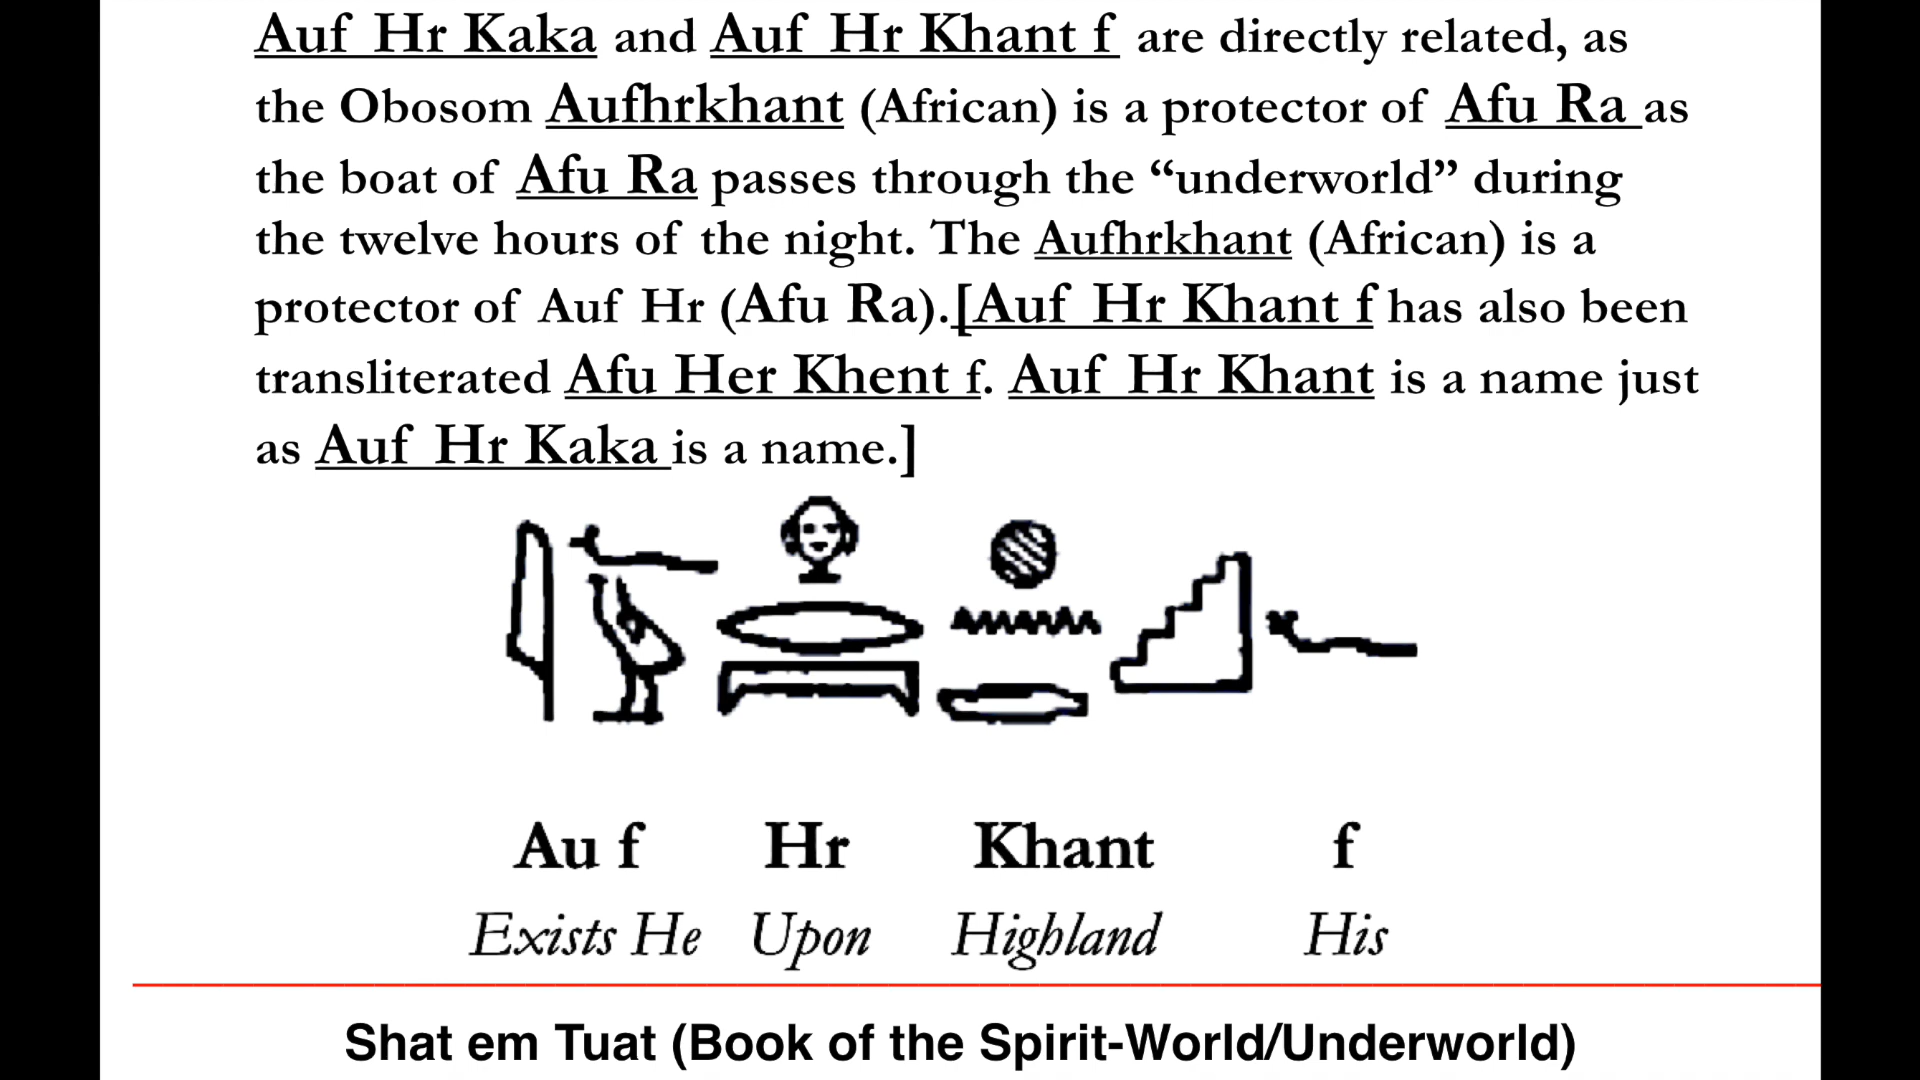 Auf Hr Kaka and Auf Hr Khant f are directly related, as
the Obosom Aufhrkhant (African) is a protector of Afu Ra as
the boat of Afu Ra passes through the “underworld” during
the twelve hours of the night. The Aufhrkhant (African) is a
protector of Auf Hr (Afu Ra).[Auf Hr Khant f has also been
transliterated Afu Her Khent f. Auf Hr Khant is a name just
as Auf Hr Kaka is a name.]
Au f Hr Khant f
Exists He Upon Highland His
Shat em Tuat (Book of the Spirit-World/Underworld)